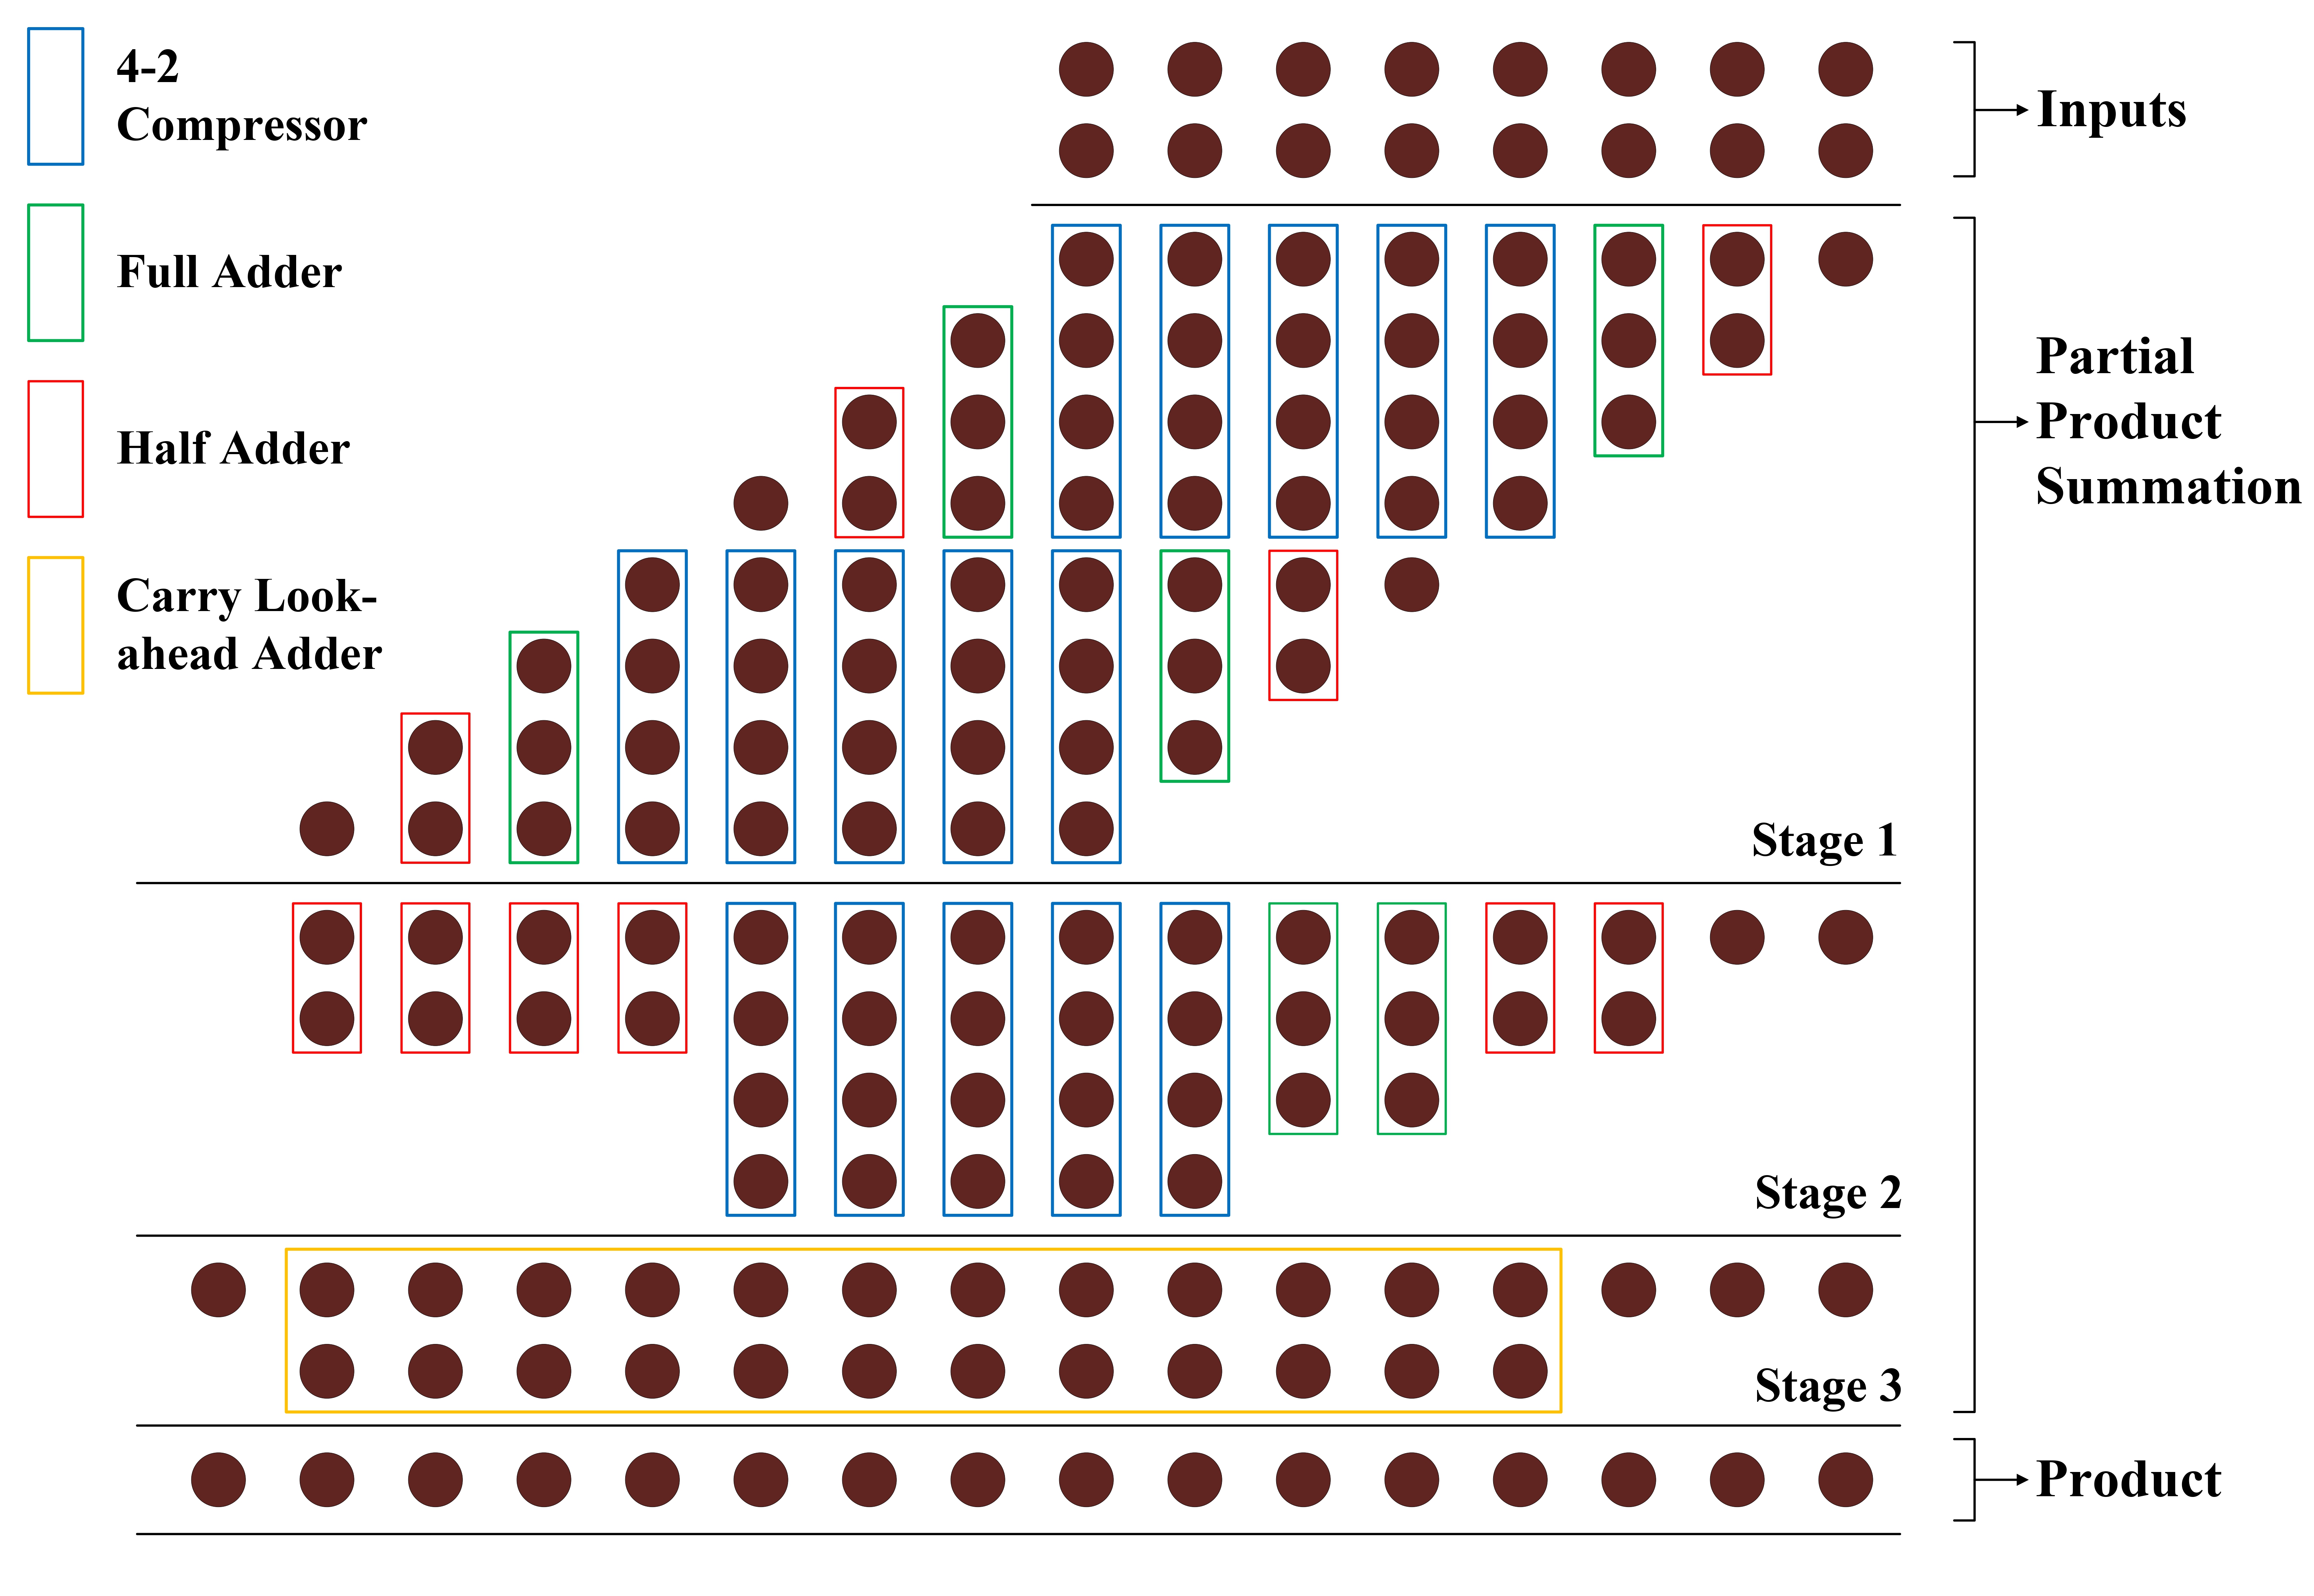 4-2
Compressor
Full Adder
Half Adder
Carry Look-
ahead Adder
Inputs
Partial
Product
Summation
Stage 1
Stage 2
Stage 3
Product